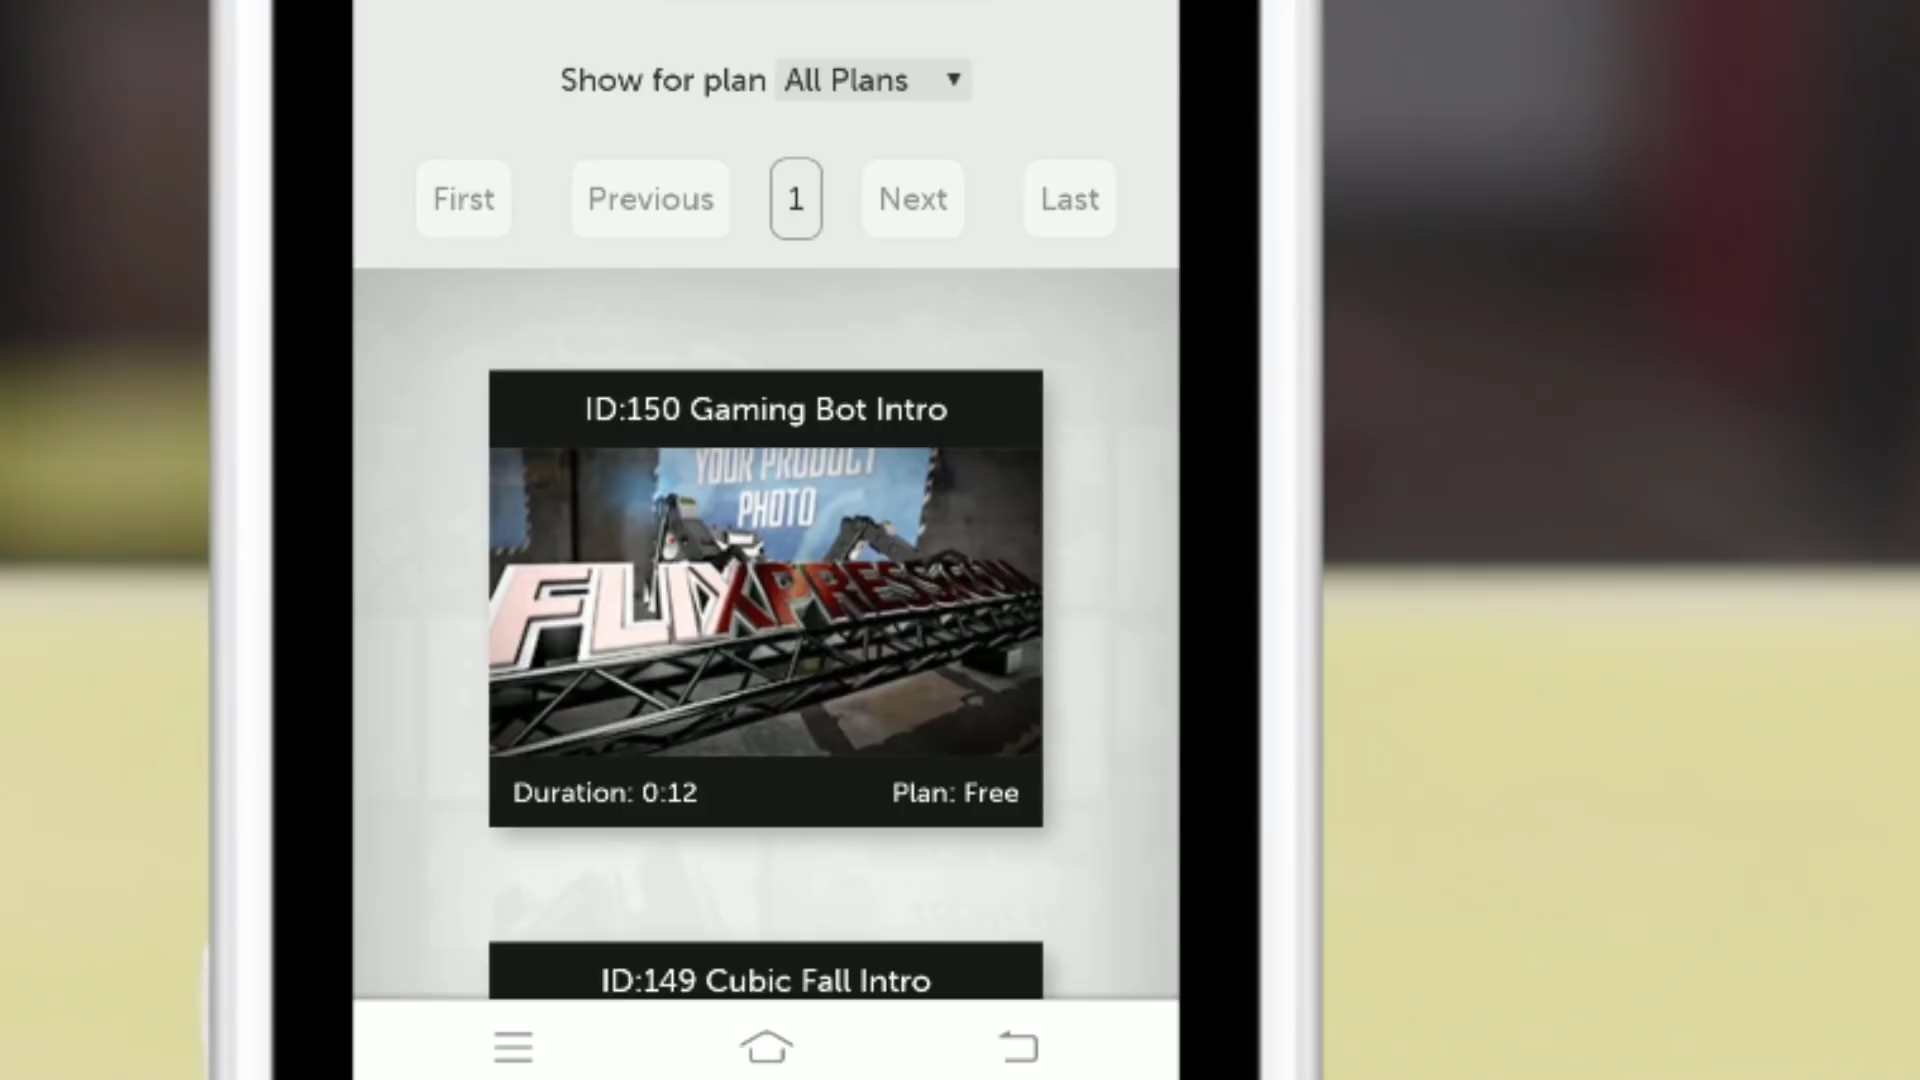 Show for plan All Plans
First Previous 1 Next Last
ID:150 Gaming Bot Intro
YOUR PRODUCT
PHOTO
FLIXPRESS.COM
Duration: 0:12 Plan: Free
ID:149 Cubic Fall Intro